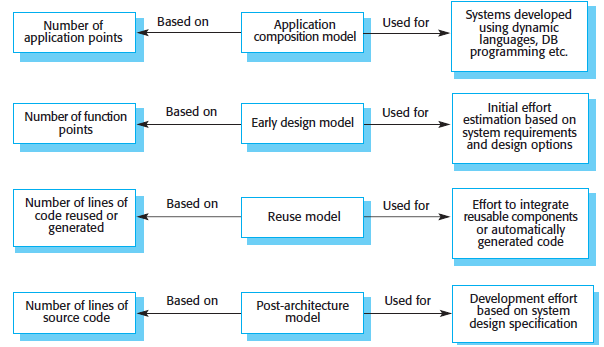 Number of
application points
Based on
Application
composition model
Used for
Systems developed
using dynamic
languages, DB
programming etc.
Number of function
points
Based on
Early design model
Used for
Initial effort
estimation based on
system requirements
and design options
Number of lines of
code reused or
generated
Based on
Reuse model
Used for
Effort to integrate
reusable components
or automatically
generated code
Number of lines of
source code
Based on
Post-architecture
model
Used for
Development effort
based on system
design specification